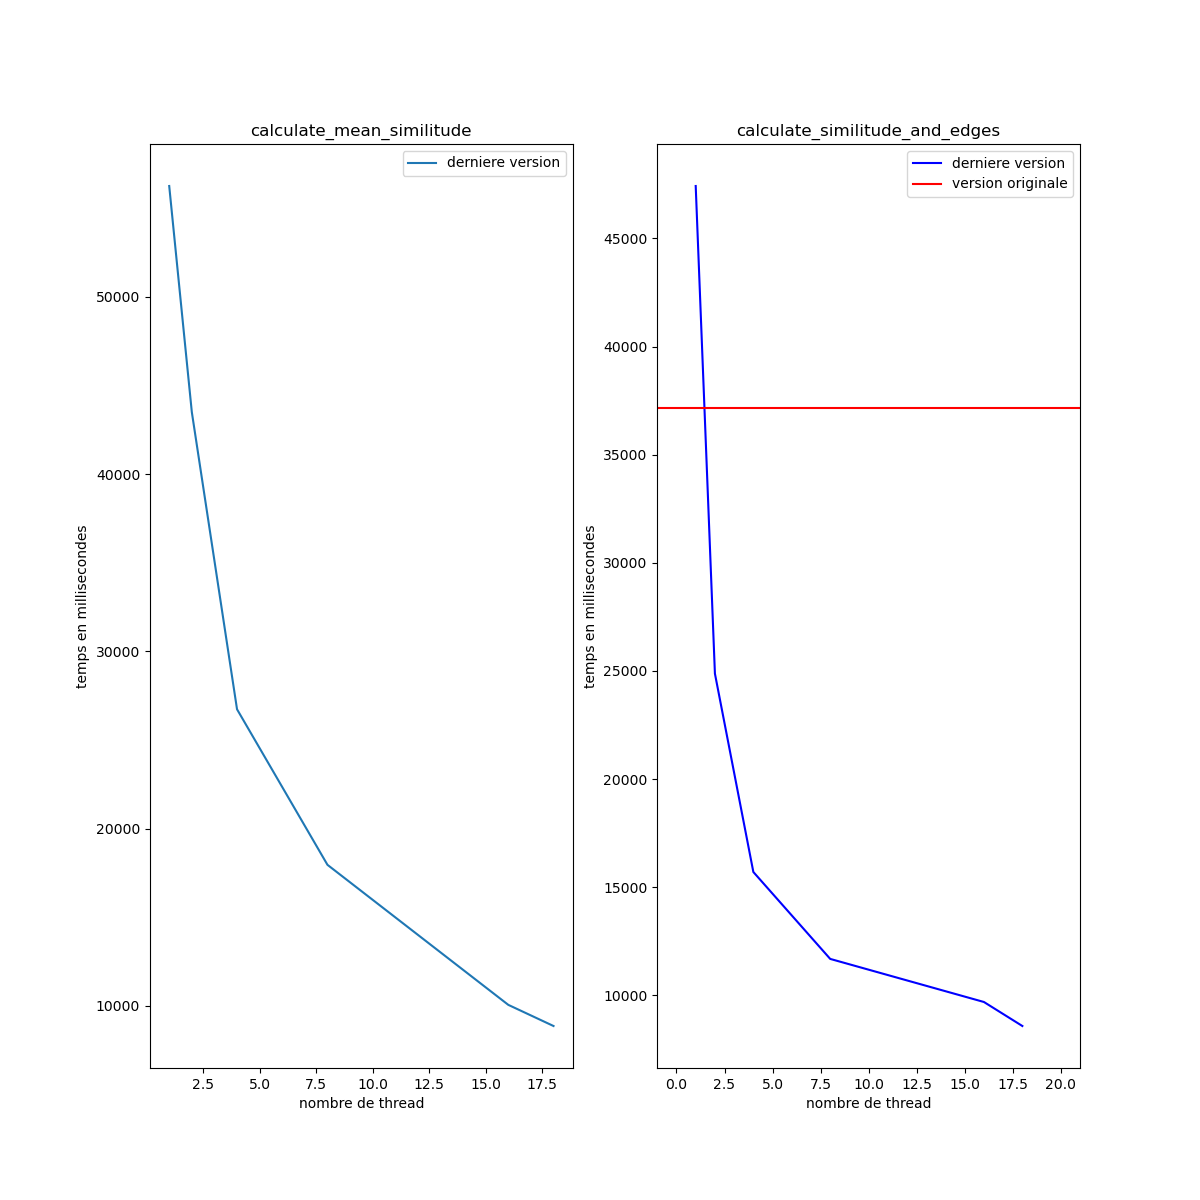 calculate_mean_similitude
derniere version
50000
40000
30000
20000
10000
temps en millisecondes
2.5 5.0 7.5 10.0 12.5 15.0 17.5
nombre de thread
calculate_similitude_and_edges
derniere version
version originale
45000
40000
35000
30000
25000
20000
15000
10000
temps en millisecondes
0.0 2.5 5.0 7.5 10.0 12.5 15.0 17.5 20.0
nombre de thread